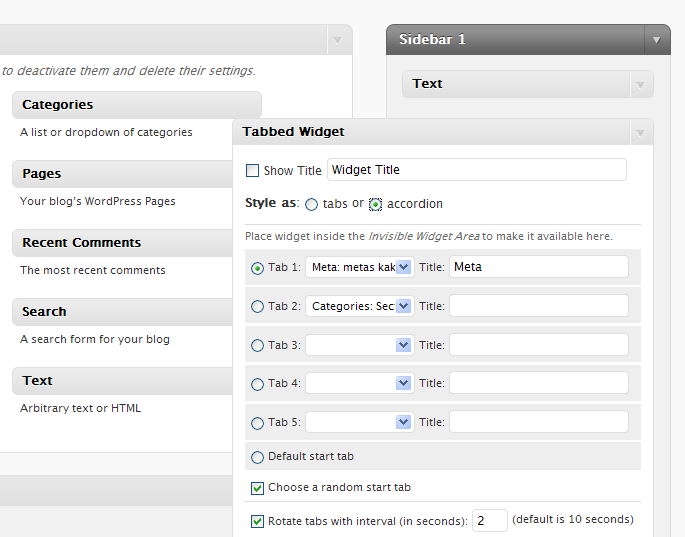 to deactivate them and delete their settings.
Categories
A list or dropdown of categories
Pages
Your blog's WordPress Pages
Recent Comments
The most recent comments
Search
A search form for your blog
Text
Arbitrary text or HTML
Sidebar 1
Text
Tabbed Widget
Show Title Widget Title
Style as: tabs or accordion
Place widget inside the Invisible Widget Area to make it available here.
Tab 1: Meta: metas kak Title: Meta
Tab 2: Categories: Sec Title:
Tab 3: Title:
Tab 4: Title:
Tab 5: Title:
Default start tab
Choose a random start tab
Rotate tabs with interval (in seconds): 2 (default is 10 seconds)